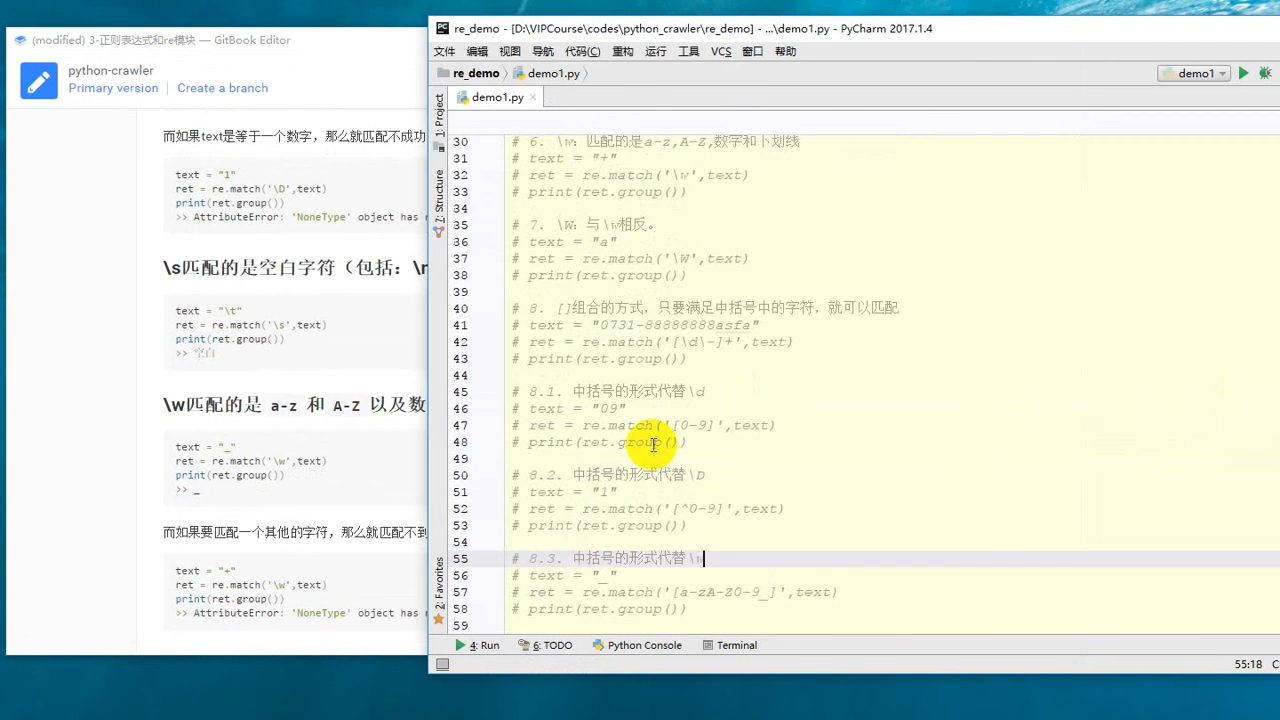 (modified) 3-正则表达式和re模块 — GitBook Editor
python-crawler
Primary version
Create a branch
而如果text是等于一个数字，那么就匹配不成功
text = "1"
ret = re.match('\D',text)
print(ret.group())
>> AttributeError: 'NoneType' object has
\s匹配的是空白字符（包括：
text = "\t"
ret = re.match('\s',text)
print(ret.group())
>> 空白
\w匹配的是 a-z 和 A-Z 以及数
text = "_"
ret = re.match('\w',text)
print(ret.group())
>> _
而如果要匹配一个其他的字符，那么就匹配不到
text = "+"
ret = re.match('\w',text)
print(ret.group())
>> AttributeError: 'NoneType' object has
re_demo - [D:\VIPCourse\codes\python_crawler\re_demo] - ...\demo1.py - PyCharm 2017.1.4
文件 编辑 视图 导航 代码(C) 重构 运行 工具 VCS 窗口 帮助
re_demo demo1.py
demo1
demo1.py
1: Project
7: Structure
2: Favorites
30 # 6. \w：匹配的是a-z,A-Z,数字和下划线
31 # text = "+"
32 # ret = re.match('\w',text)
33 # print(ret.group())
34
35 # 7. \W：与\w相反。
36 # text = "a"
37 # ret = re.match('\W',text)
38 # print(ret.group())
39
40 # 8. []组合的方式，只要满足中括号中的字符，就可以匹配
41 # text = "0731-88888888asfa"
42 # ret = re.match('[\d\-]+',text)
43 # print(ret.group())
44
45 # 8.1. 中括号的形式代替\d
46 # text = "09"
47 # ret = re.match('[0-9]',text)
48 # print(ret.group())
49
50 # 8.2. 中括号的形式代替\D
51 # text = "1"
52 # ret = re.match('[^0-9]',text)
53 # print(ret.group())
54
55 # 8.3. 中括号的形式代替\w
56 # text = "_"
57 # ret = re.match('[a-zA-Z0-9_]',text)
58 # print(ret.group())
59
4: Run 6: TODO Python Console Terminal
55:18